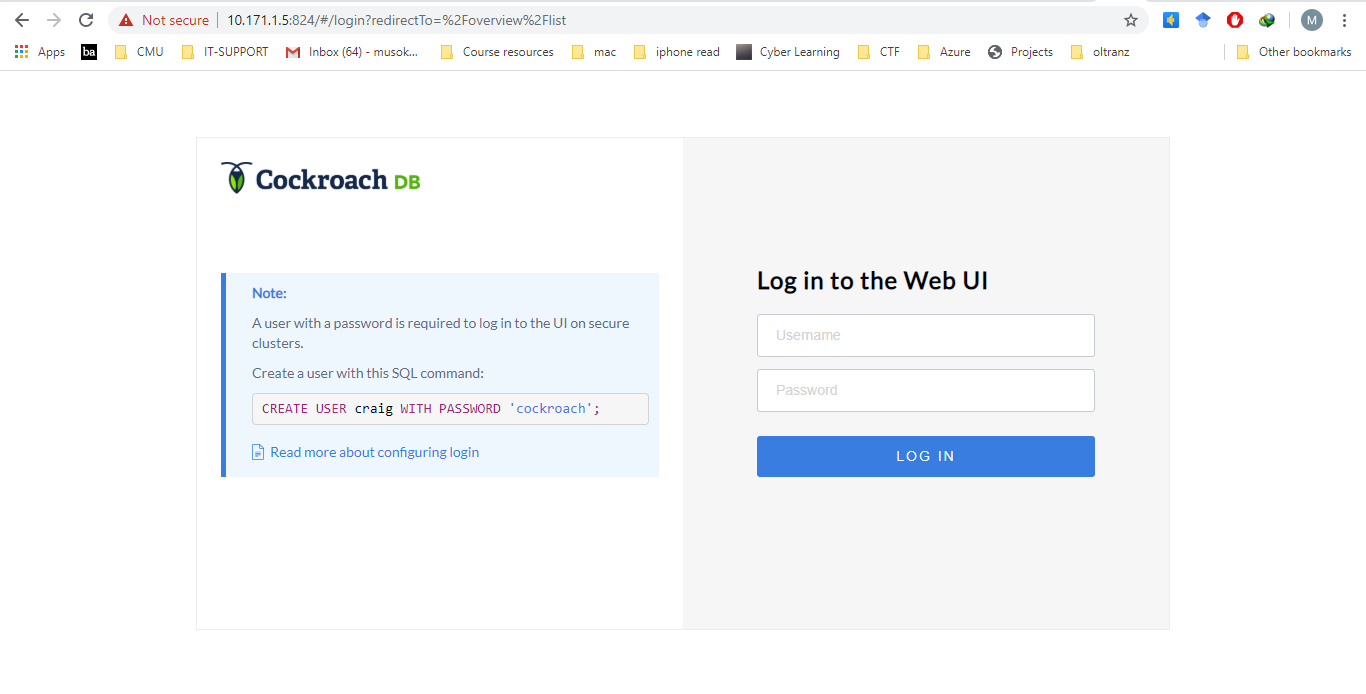 Not secure 10.171.1.5:824/#/login?redirectTo=%2Foverview%2Flist M
Apps ba CMU IT-SUPPORT Inbox (64) - musok... Course resources mac iphone read Cyber Learning CTF Azure Projects oltranz Other bookmarks
Cockroach DB
Note:
A user with a password is required to log in to the UI on secure
clusters.
Create a user with this SQL command:
CREATE USER craig WITH PASSWORD 'cockroach';
Read more about configuring login
Log in to the Web UI
Username
Password
LOG IN